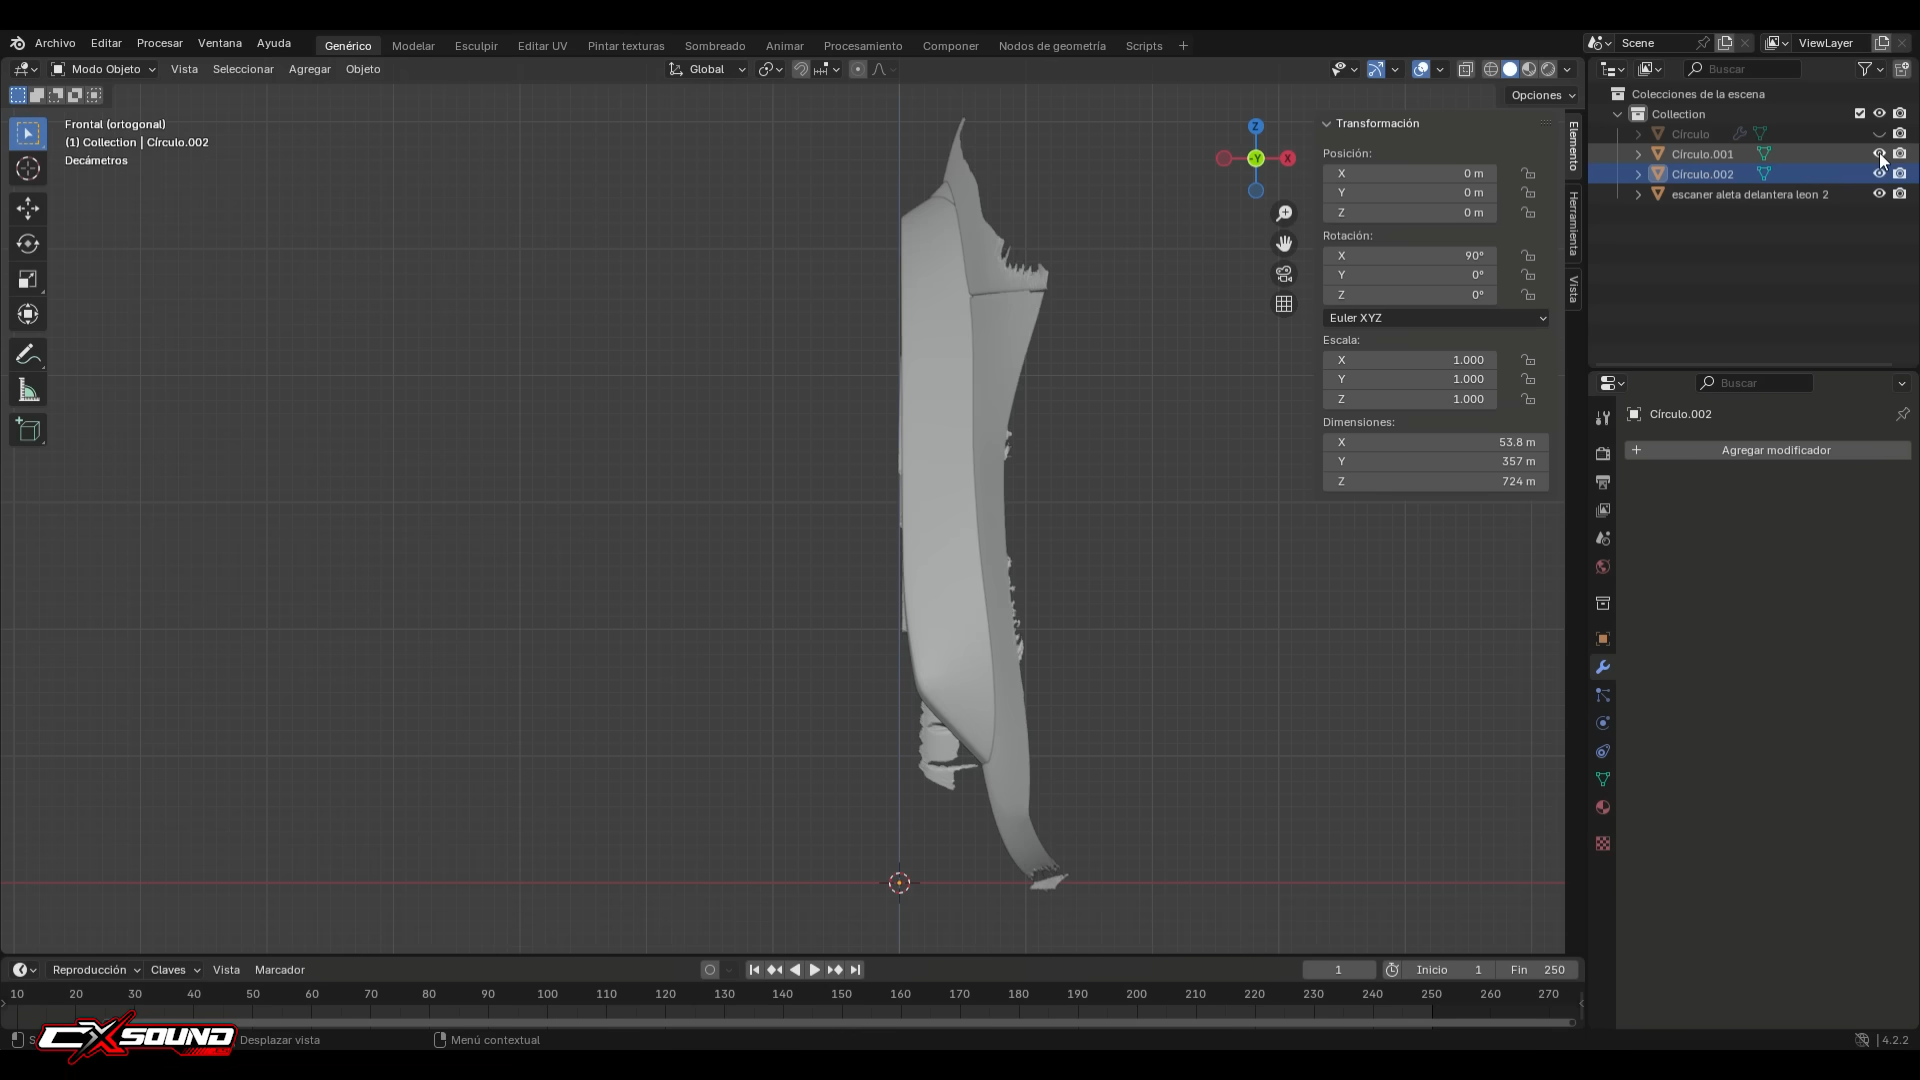 Archivo Editar Procesar Ventana Ayuda
Genérico Modelar Esculpir Editar UV Pintar texturas Sombreado Animar Procesamiento Componer Nodos de geometría Scripts +
Scene ViewLayer
Modo Objeto Vista Seleccionar Agregar Objeto
Global
Buscar
Opciones
Frontal (ortogonal)
(1) Collection | Círculo.002
Decámetros
Z
-Y
X
Transformación
Posición:
X 0 m
Y 0 m
Z 0 m
Rotación:
X 90°
Y 0°
Z 0°
Euler XYZ
Escala:
X 1.000
Y 1.000
Z 1.000
Dimensiones:
X 53.8 m
Y 357 m
Z 724 m
Elemento
Herramienta
Vista
Colecciones de la escena
Collection
Círculo
Círculo.001
Círculo.002
escaner aleta delantera leon 2
Buscar
Círculo.002
+ Agregar modificador
Reproducción Claves Vista Marcador
1 Inicio 1 Fin 250
10 20 30 40 50 60 70 80 90 100 110 120 130 140 150 160 170 180 190 200 210 220 230 240 250 260 270
CXSOUND
Desplazar vista
Menú contextual
4.2.2